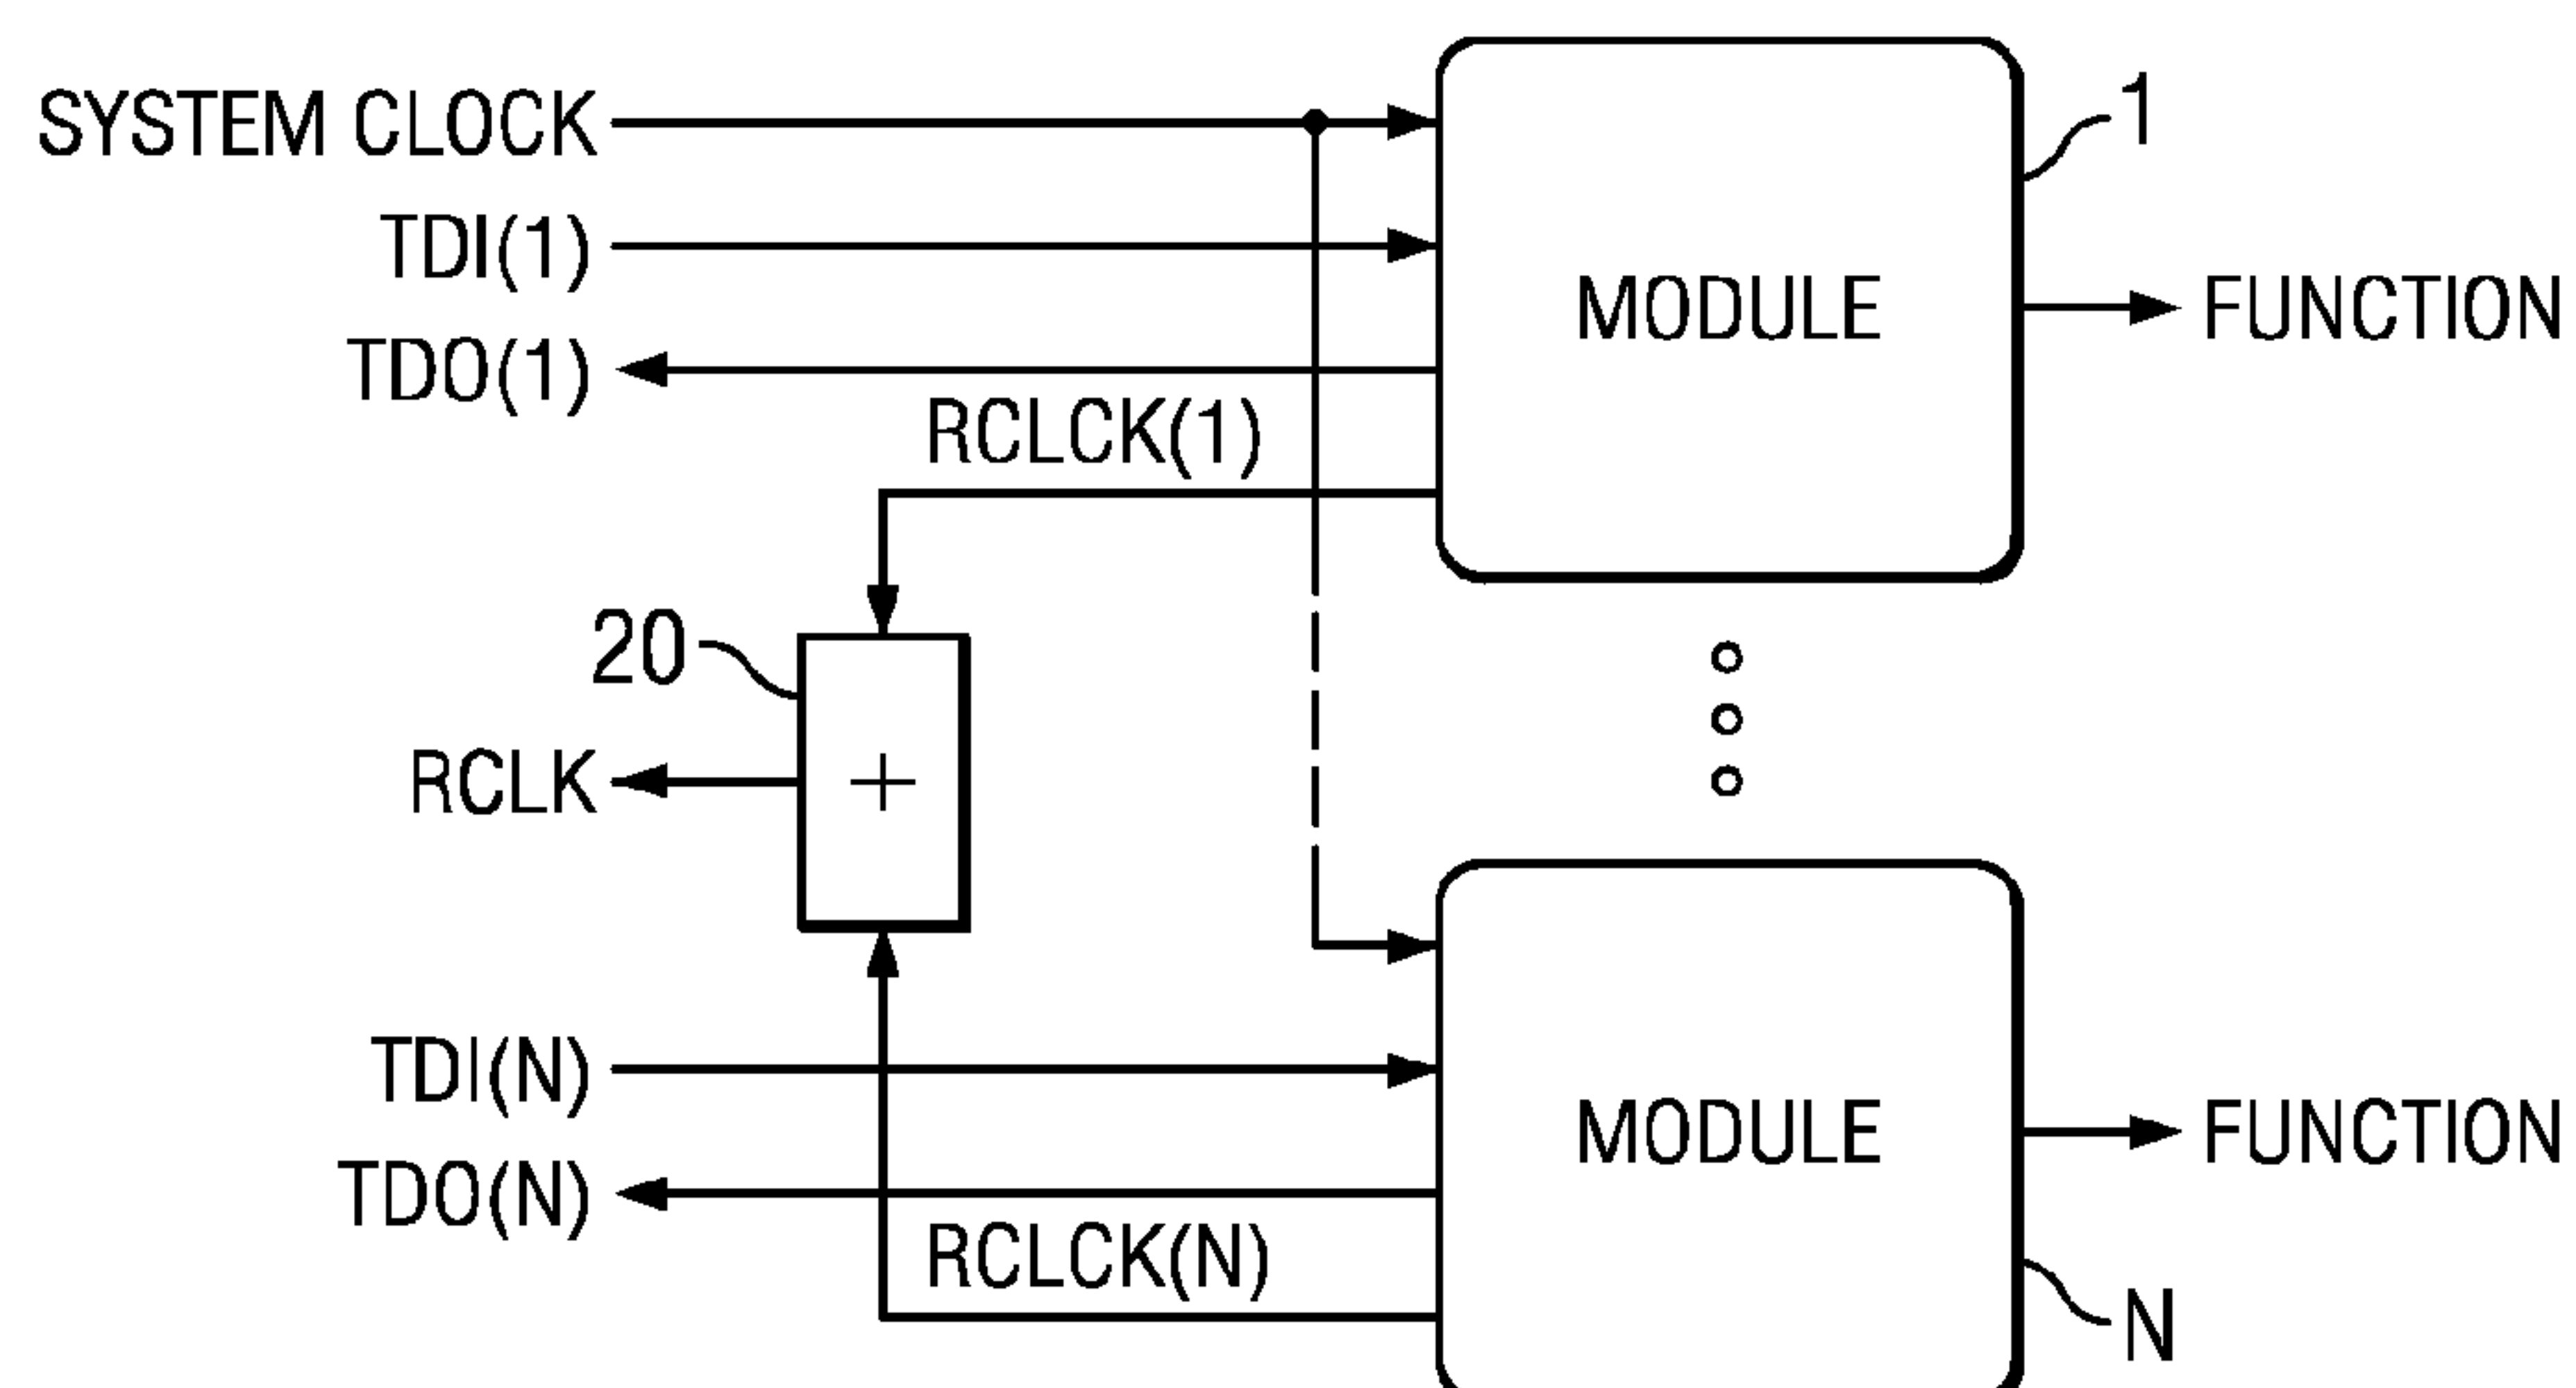 SYSTEM CLOCK
1
TDI(1)
MODULE
FUNCTION
TDO(1)
RCLCK(1)
20
RCLK
+
TDI(N)
MODULE
FUNCTION
TDO(N)
RCLCK(N)
N